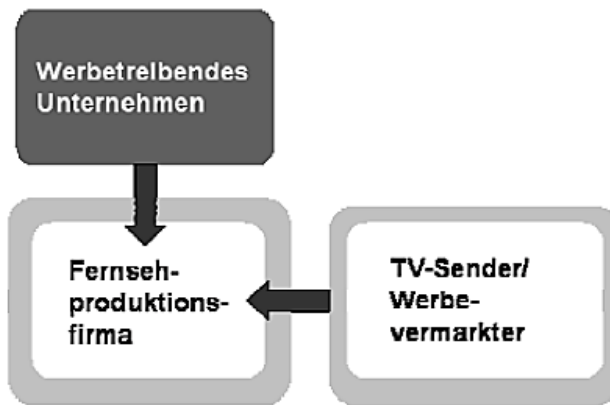 Werbetreibendes
Unternehmen
Fernseh-
produktions-
firma
TV-Sender/
Werbe-
vermarkter